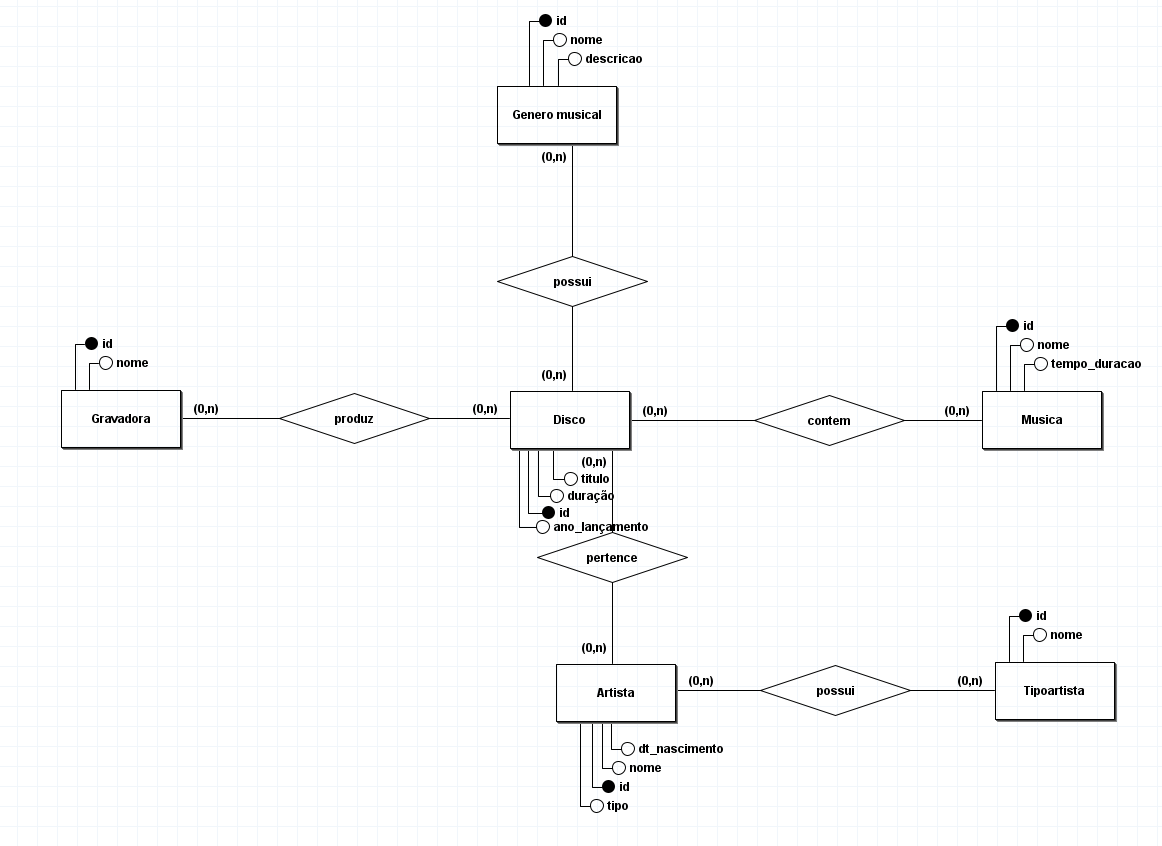 id
nome
descricao
Genero musical
(0,n)
possui
(0,n)
id
nome
Gravadora
(0,n)
produz
(0,n)
Disco
(0,n)
contem
(0,n)
id
nome
tempo_duracao
Musica
(0,n)
titulo
duração
id
ano_lançamento
pertence
(0,n)
Artista
(0,n)
possui
(0,n)
id
nome
Tipoartista
dt_nascimento
nome
id
tipo